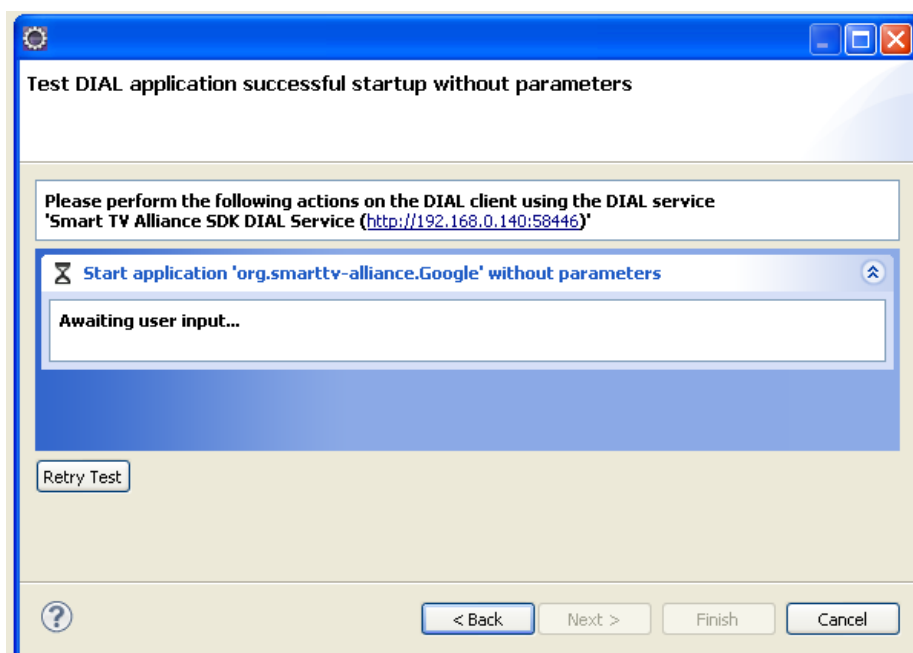 Test DIAL application successful startup without parameters
Please perform the following actions on the DIAL client using the DIAL service
'Smart TV Alliance SDK DIAL Service (http://192.168.0.140:58446)'
Start application 'org.smarttv-alliance.Google' without parameters
Awaiting user input...
Retry Test
?
< Back
Next >
Finish
Cancel